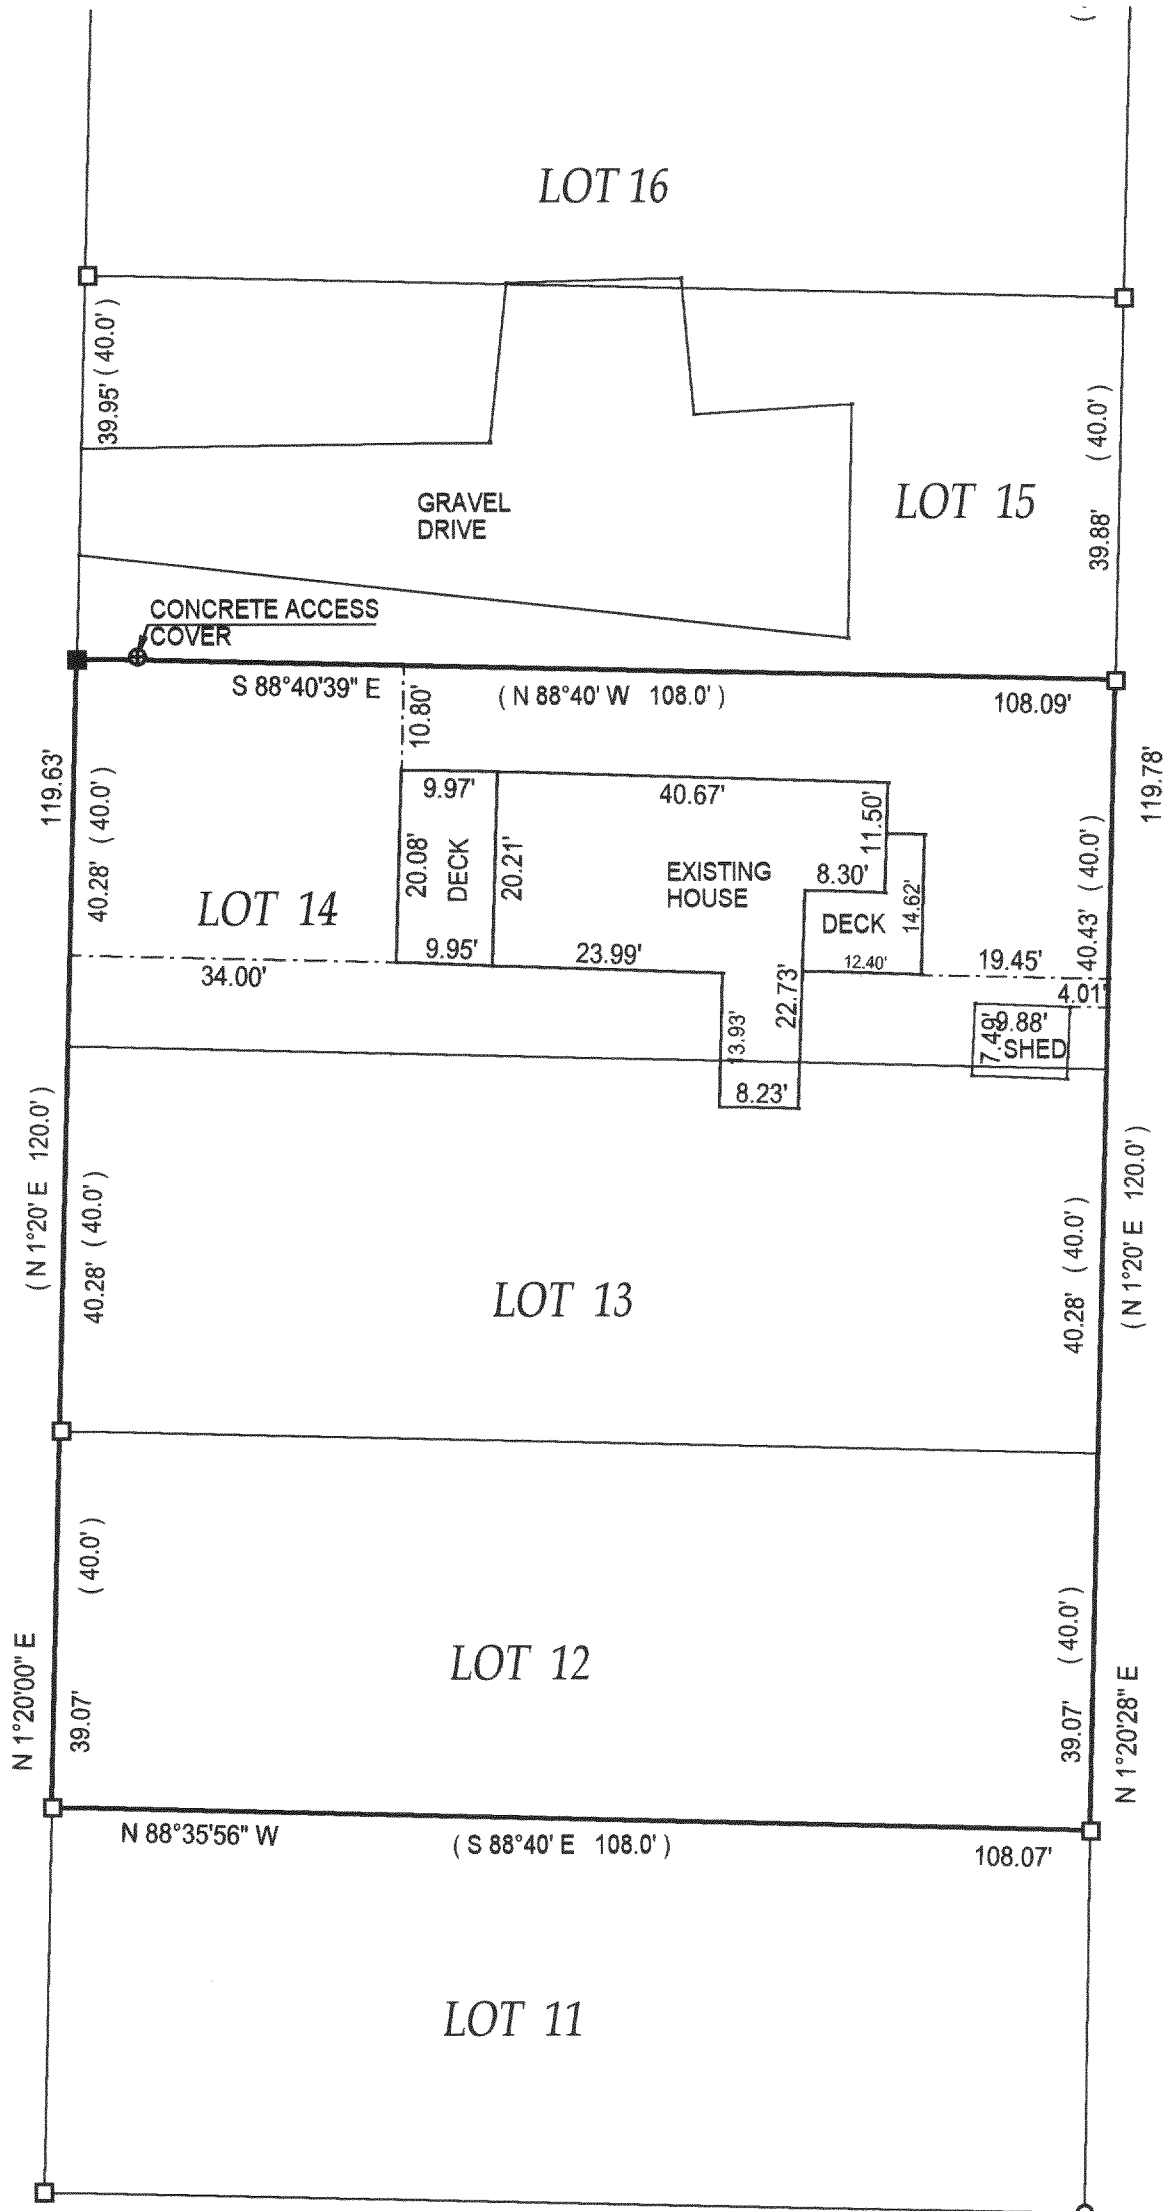 LOT 16
39.95' ( 40.0' )
( 40.0' )
39.88'
GRAVEL
DRIVE
LOT 15
CONCRETE ACCESS
COVER
S 88°40'39" E
( N 88°40' W 108.0' )
108.09'
119.63'
40.28' ( 40.0' )
10.80'
9.97'
40.67'
11.50'
119.78'
40.43' ( 40.0' )
20.08'
DECK
20.21'
EXISTING
HOUSE
8.30'
14.62'
LOT 14
DECK
9.95'
23.99'
12.40'
19.45'
34.00'
22.73'
4.01'
13.93'
7.49'
9.88'
SHED
8.23'
( N 1°20' E 120.0' )
40.28' ( 40.0' )
40.28' ( 40.0' )
( N 1°20' E 120.0' )
LOT 13
( 40.0' )
( 40.0' )
LOT 12
N 1°20'00" E
39.07'
39.07'
N 1°20'28" E
N 88°35'56" W
( S 88°40' E 108.0' )
108.07'
LOT 11